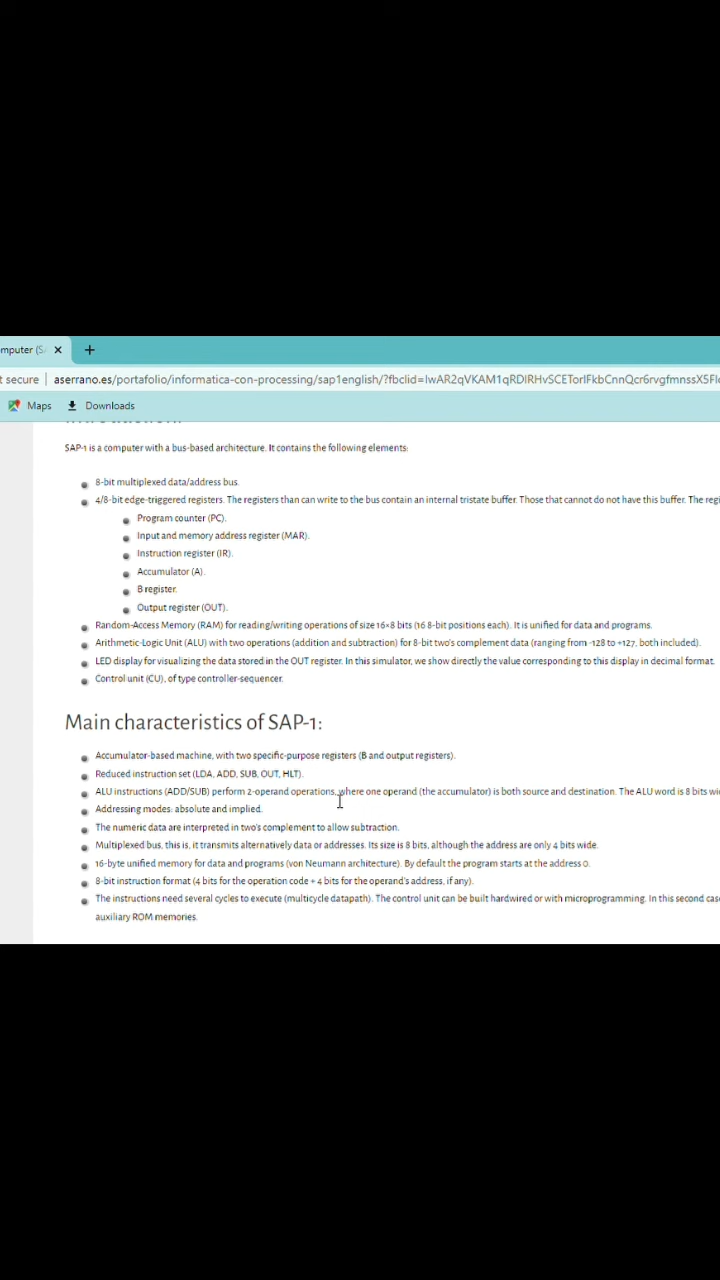 mputer (S
t secure | aserrano.es/portafolio/informatica-con-processing/sap1english/?fbclid=
Maps Downloads
SAP-1 is a computer with a bus-based architecture. It contains the following elements:
8-bit multiplexed data/address bus.
4/8-bit edge-triggered registers. The registers than can write to the bus contain an internal tristate buffer. Those that cannot do not have this buffer. The regi
Program counter (PC).
Input and memory address register (MAR).
Instruction register (IR).
Accumulator (A).
B register.
Output register (OUT).
Random-Access Memory (RAM) for reading/writing operations of size 16×8 bits (16 8-bit positions each). It is unified for data and programs.
Arithmetic-Logic Unit (ALU) with two operations (addition and subtraction) for 8-bit two's complement data (ranging from -128 to +127, both included).
LED display for visualizing the data stored in the OUT register. In this simulator, we show directly the value corresponding to this display in decimal format.
Control unit (CU), of type controller-sequencer.
Main characteristics of SAP-1:
Accumulator-based machine, with two specific-purpose registers (B and output registers).
Reduced instruction set (LDA, ADD, SUB, OUT, HLT).
ALU instructions (ADD/SUB) perform 2-operand operations, where one operand (the accumulator) is both source and destination. The ALU word is 8 bits wi
Addressing modes: absolute and implied.
The numeric data are interpreted in two's complement to allow subtraction.
Multiplexed bus, this is, it transmits alternatively data or addresses. Its size is 8 bits, although the address are only 4 bits wide.
16-byte unified memory for data and programs (von Neumann architecture). By default the program starts at the address 0.
8-bit instruction format (4 bits for the operation code + 4 bits for the operand's address, if any).
The instructions need several cycles to execute (multicycle datapath). The control unit can be built hardwired or with microprogramming. In this second cas
auxiliary ROM memories.